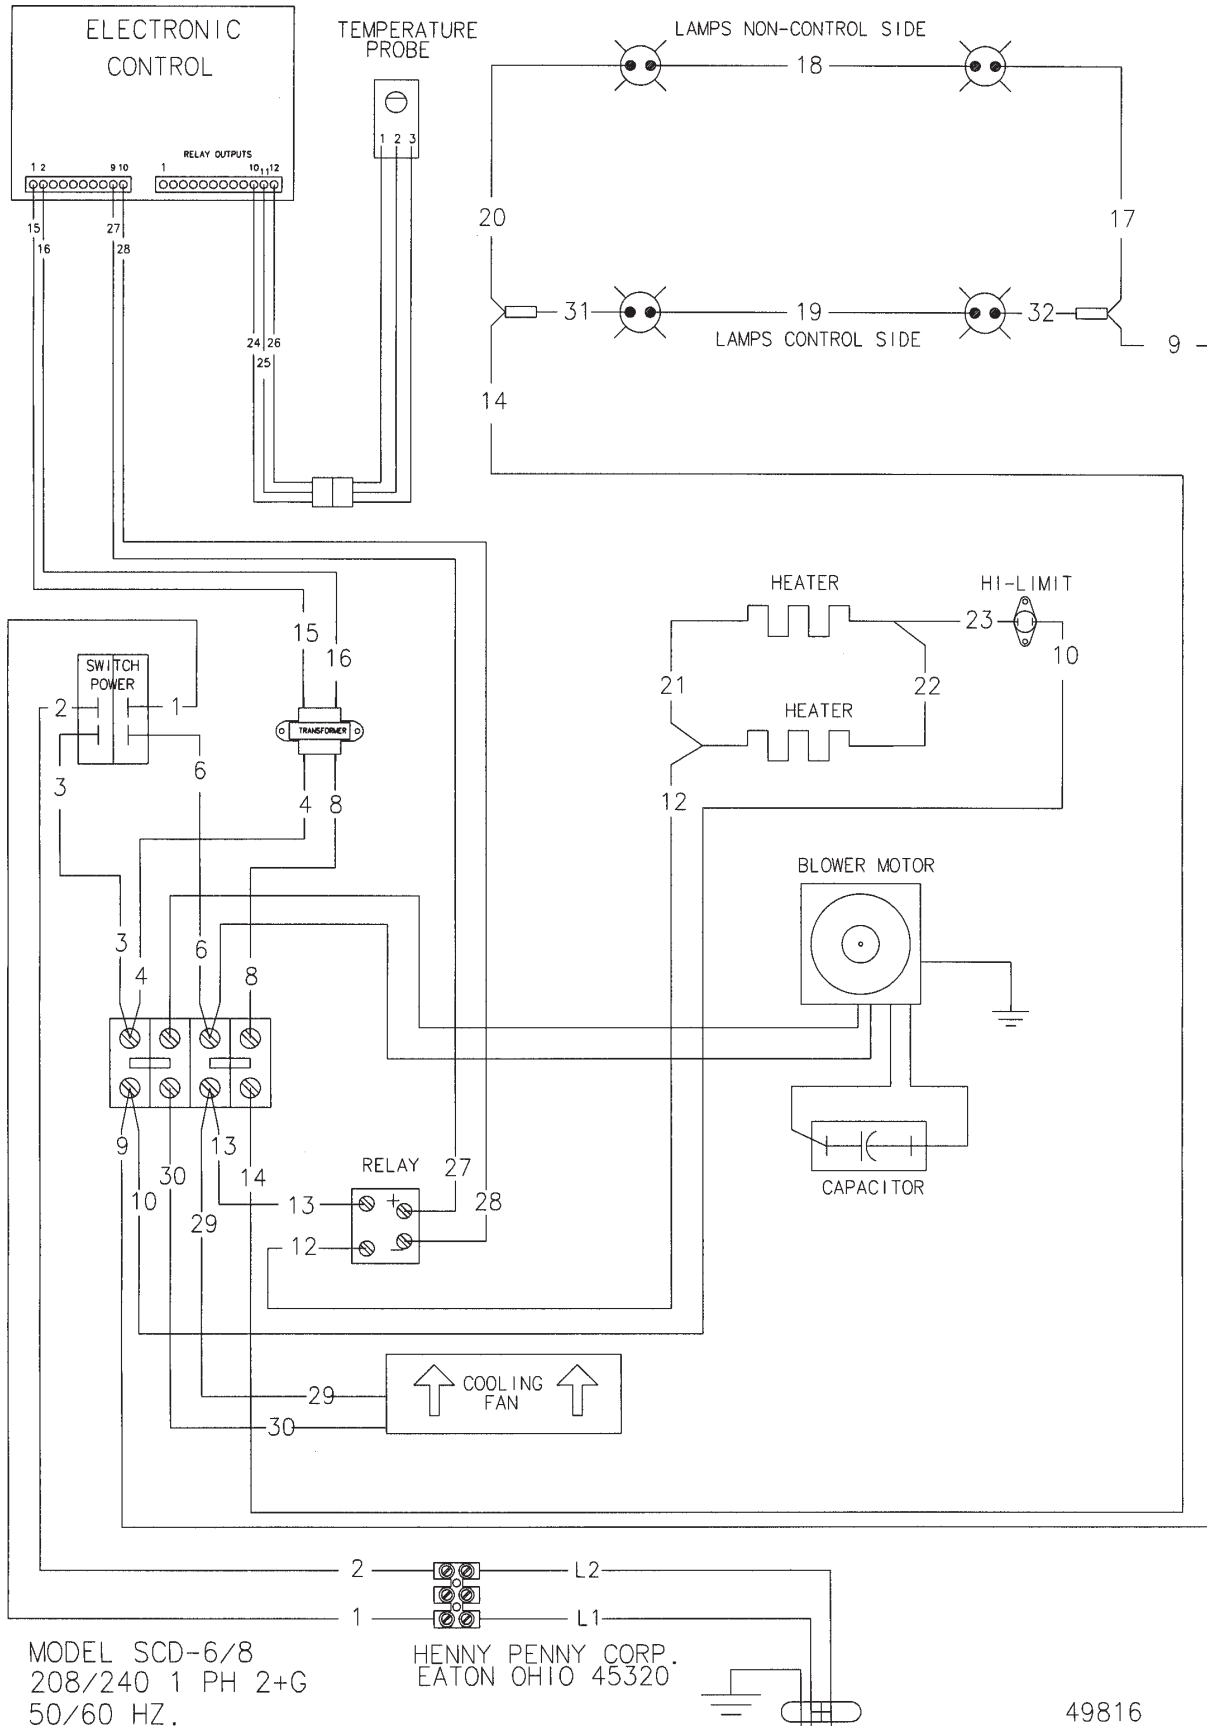 ELECTRONIC
CONTROL
RELAY OUTPUTS
1 2 9 10
1 10 11 12
15 16 27 28
24 25 26
TEMPERATURE
PROBE
1 2 3
LAMPS NON-CONTROL SIDE
18
20
17
31
19
32
LAMPS CONTROL SIDE
9
14
HEATER
HI-LIMIT
23
10
21
22
HEATER
12
15
16
SWITCH
POWER
2
1
TRANSFORMER
3
6
4
8
BLOWER MOTOR
3
4
6
8
CAPACITOR
9
10
30
29
13
14
RELAY
13
+
12
-
27
28
29
30
COOLING
FAN
2
L2
1
L1
MODEL SCD-6/8
208/240 1 PH 2+G
50/60 HZ.
HENNY PENNY CORP.
EATON OHIO 45320
49816